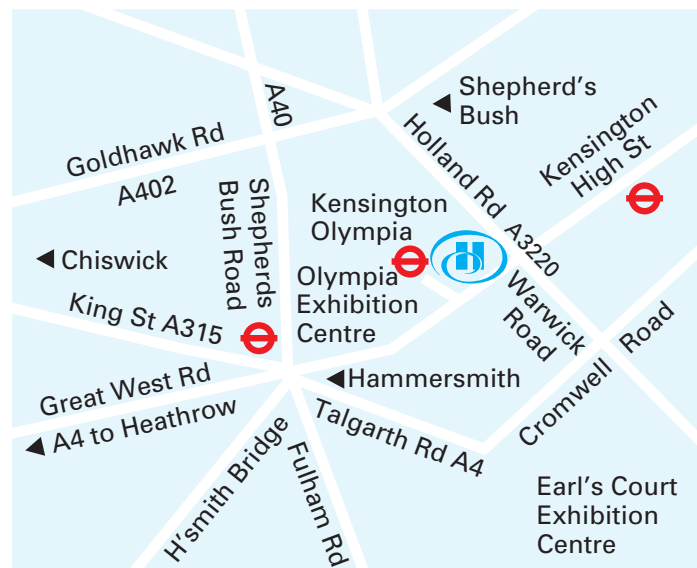 A40
Shepherd's
Bush
Goldhawk Rd
A402
Holland Rd A3220
Kensington
High St
Shepherds
Bush Road
Kensington
Olympia
H
Chiswick
Olympia
Exhibition
Centre
Warwick
Road
King St A315
Great West Rd
Hammersmith
Cromwell Road
A4 to Heathrow
Talgarth Rd A4
H'smith Bridge
Fulham Rd
Earl's Court
Exhibition
Centre